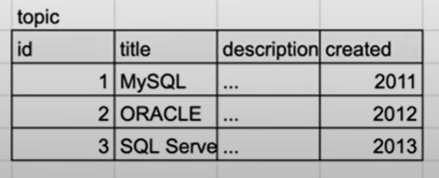 topic
id title description created
1 MySQL ... 2011
2 ORACLE ... 2012
3 SQL Serve ... 2013